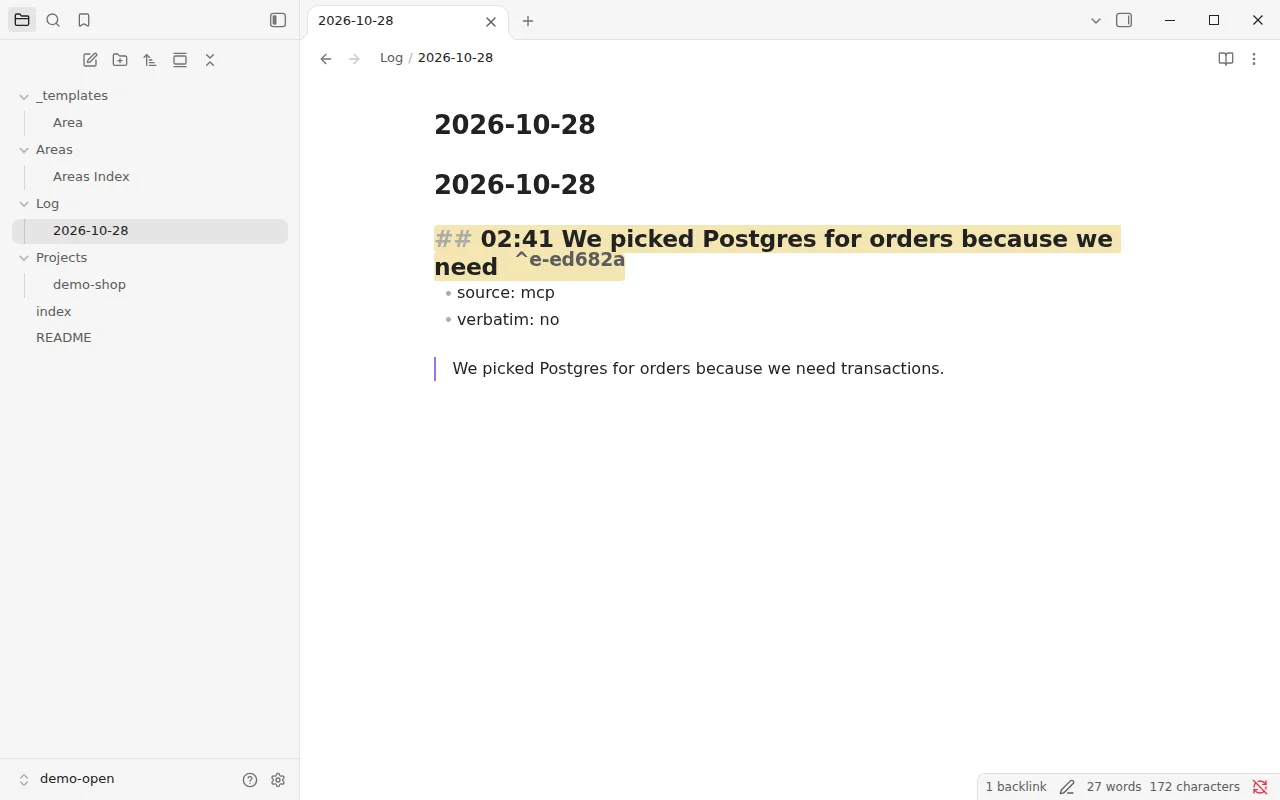 2026-10-28
Log / 2026-10-28
_templates
Area
Areas
Areas Index
Log
2026-10-28
Projects
demo-shop
index
README
demo-open
2026-10-28
2026-10-28
## 02:41 We picked Postgres for orders because we
need ^e-ed682a
source: mcp
verbatim: no
We picked Postgres for orders because we need transactions.
1 backlink 27 words 172 characters